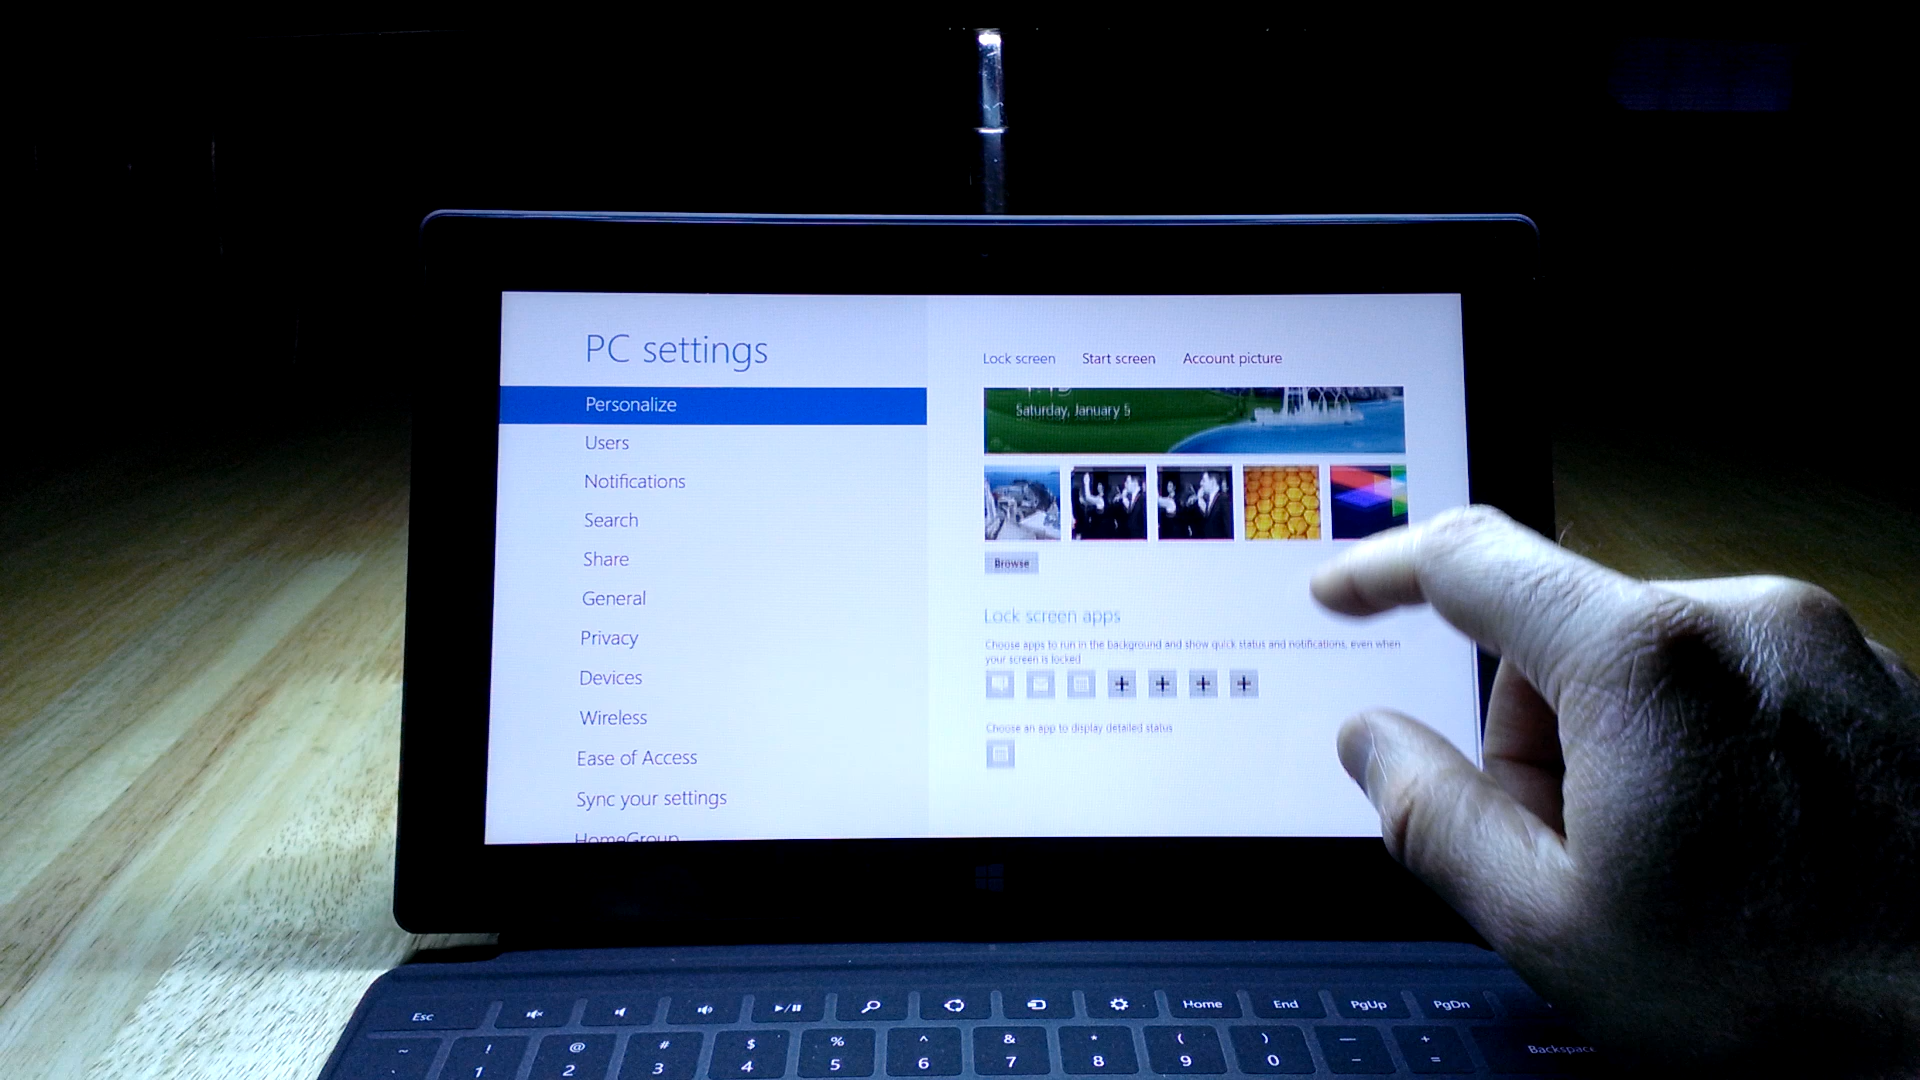 PC settings
Personalize
Users
Notifications
Search
Share
General
Privacy
Devices
Wireless
Ease of Access
Sync your settings
HomeGroup
Lock screen Start screen Account picture
Saturday, January 5
Browse
Lock screen apps
Choose apps to run in the background and show quick status and notifications, even when
your screen is locked
Choose an app to display detailed status
Esc Home End PgUp PgDn
~ ! @ # $ % ^ & * ( ) — +
` 1 2 3 4 5 6 7 8 9 0 - = Backspace